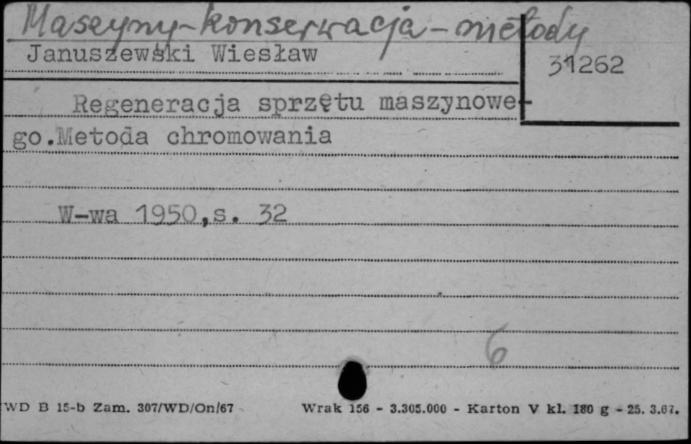 Maszyny-konserwacja-metody
Januszewski Wiesław
31262
Regeneracja sprzętu maszynowe-
go.Metoda chromowania
W-wa 1950,s. 32
6
WD B 15-b Zam. 307/WD/On/67 Wrak 156 - 3.305.000 - Karton V kl. 180 g - 25. 3.67.